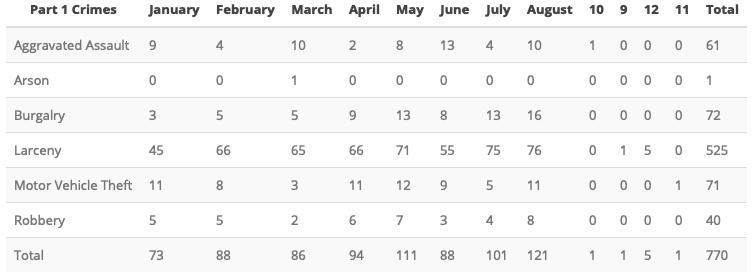 Part 1 Crimes January February March April May June July August 10 9 12 11 Total
Aggravated Assault 9 4 10 2 8 13 4 10 1 0 0 0 61
Arson 0 0 1 0 0 0 0 0 0 0 0 0 1
Burgalry 3 5 5 9 13 8 13 16 0 0 0 0 72
Larceny 45 66 65 66 71 55 75 76 0 1 5 0 525
Motor Vehicle Theft 11 8 3 11 12 9 5 11 0 0 0 1 71
Robbery 5 5 2 6 7 3 4 8 0 0 0 0 40
Total 73 88 86 94 111 88 101 121 1 1 5 1 770